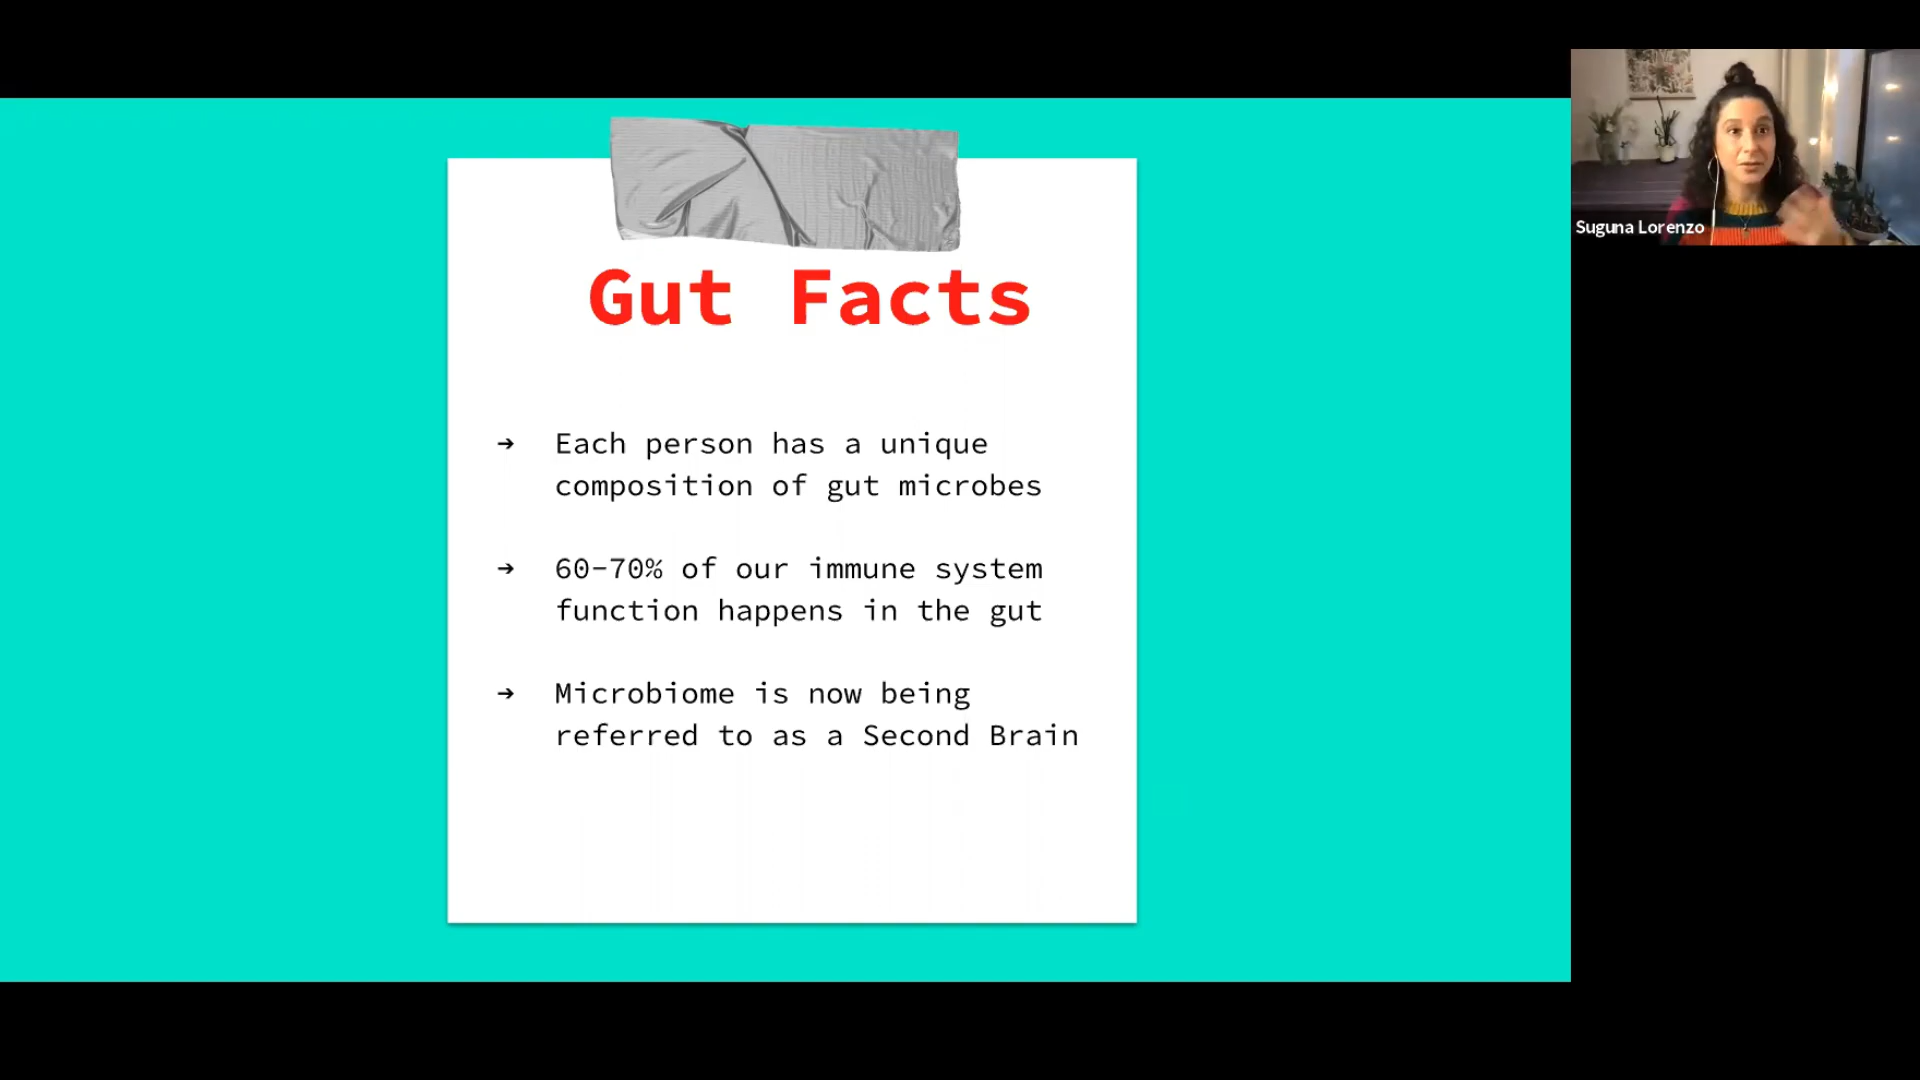 Gut Facts
➔ Each person has a unique
composition of gut microbes
➔ 60-70% of our immune system
function happens in the gut
➔ Microbiome is now being
referred to as a Second Brain
Suguna Lorenzo